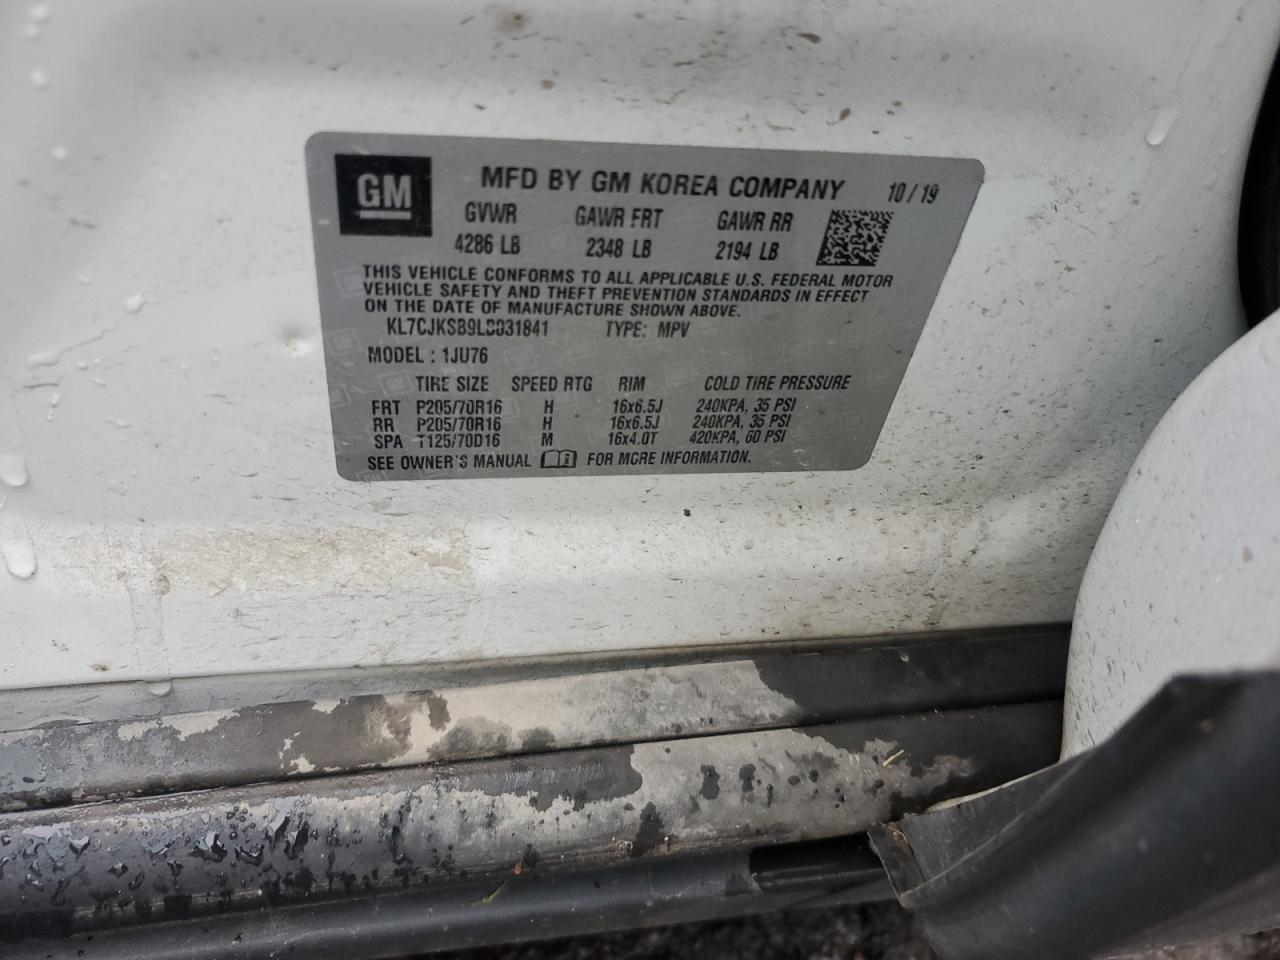 GM
MFD BY GM KOREA COMPANY 10 / 19
GVWR GAWR FRT GAWR RR
4286 LB 2348 LB 2194 LB
THIS VEHICLE CONFORMS TO ALL APPLICABLE U.S. FEDERAL MOTOR
VEHICLE SAFETY AND THEFT PREVENTION STANDARDS IN EFFECT
ON THE DATE OF MANUFACTURE SHOWN ABOVE.
KL7CJKSB9LB031841 TYPE: MPV
MODEL : 1JU76
TIRE SIZE SPEED RTG RIM COLD TIRE PRESSURE
FRT P205/70R16 H 16x6.5J 240KPA, 35 PSI
RR P205/70R16 H 16x6.5J 240KPA, 35 PSI
SPA T125/70D16 M 16x4.0T 420KPA, 60 PSI
SEE OWNER'S MANUAL FOR MORE INFORMATION.